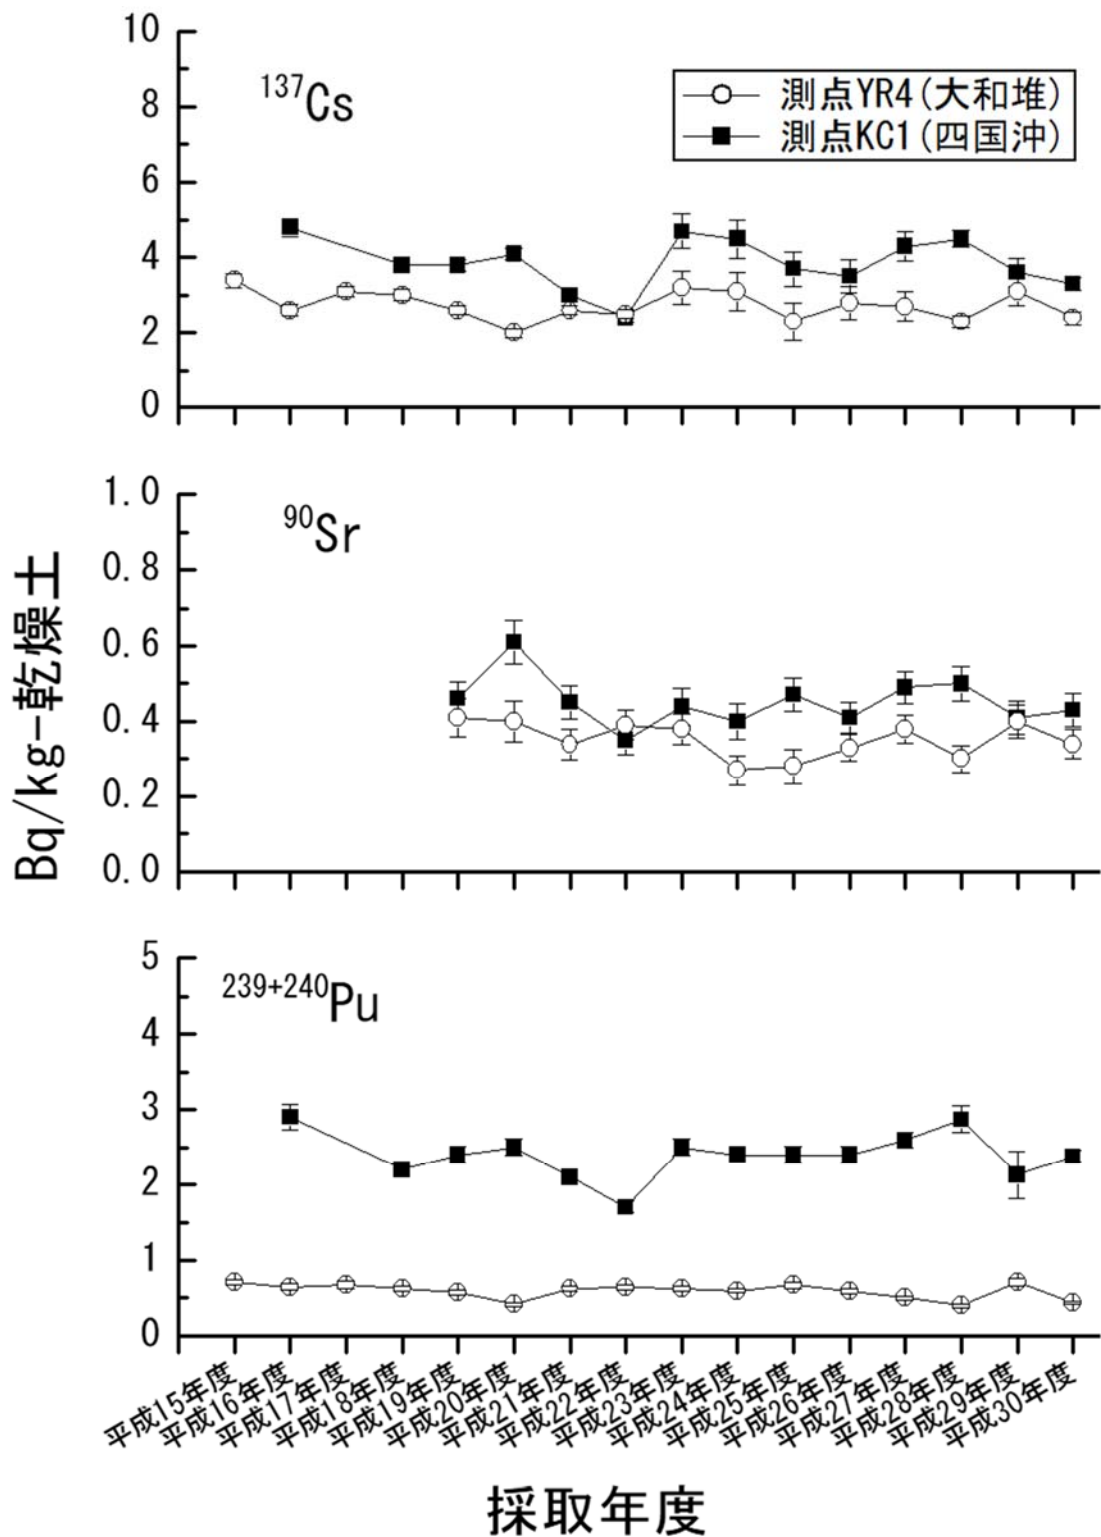 10
8
6
4
2
0
137Cs
測点YR4(大和堆)
測点KC1(四国沖)
1.0
0.8
0.6
0.4
0.2
0.0
90Sr
Bq/kg-乾燥土
5
4
3
2
1
0
239+240Pu
平成15年度
平成16年度
平成17年度
平成18年度
平成19年度
平成20年度
平成21年度
平成22年度
平成23年度
平成24年度
平成25年度
平成26年度
平成27年度
平成28年度
平成29年度
平成30年度
採取年度